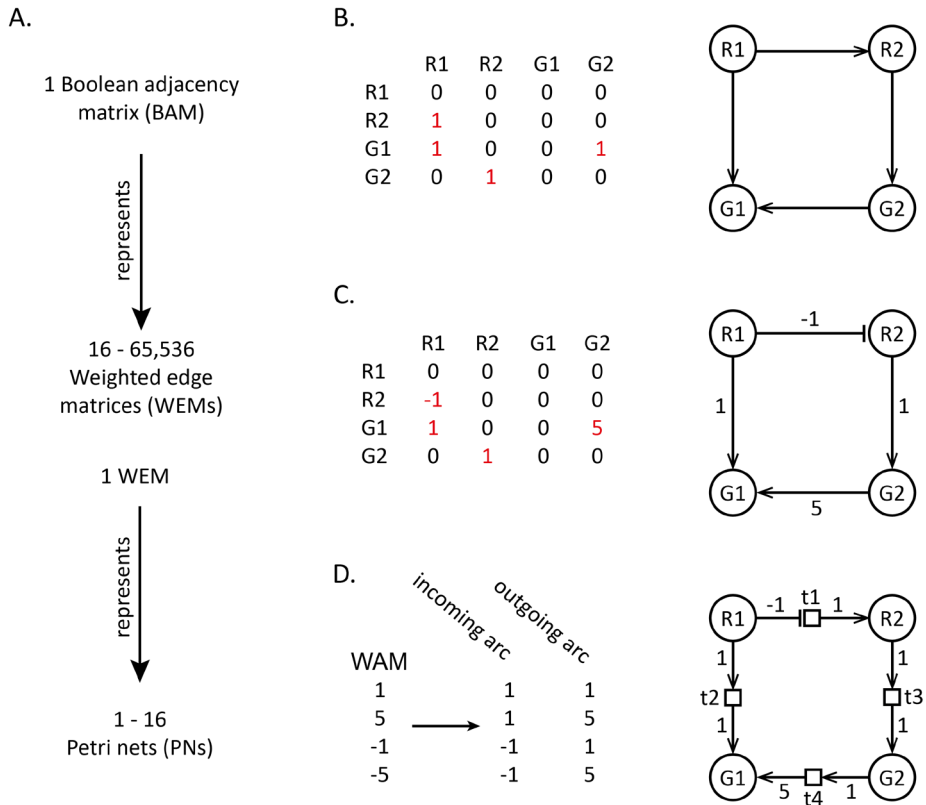 A.
1 Boolean adjacency
matrix (BAM)
represents
16 - 65,536
Weighted edge
matrices (WEMs)
1 WEM
represents
1 - 16
Petri nets (PNs)
B.
R1 R2 G1 G2
R1 0 0 0 0
R2 1 0 0 0
G1 1 0 0 1
G2 0 1 0 0
R1 R2
G1 G2
C.
R1 R2 G1 G2
R1 0 0 0 0
R2 -1 0 0 0
G1 1 0 0 5
G2 0 1 0 0
R1 -1 R2
1 1
G1 5 G2
D.
WAM incoming arc outgoing arc
1 1 1
5 1 5
-1 -1 1
-5 -1 5
R1 -1 t1 1 R2
1 1
t2 t3
1 1
G1 5 t4 1 G2